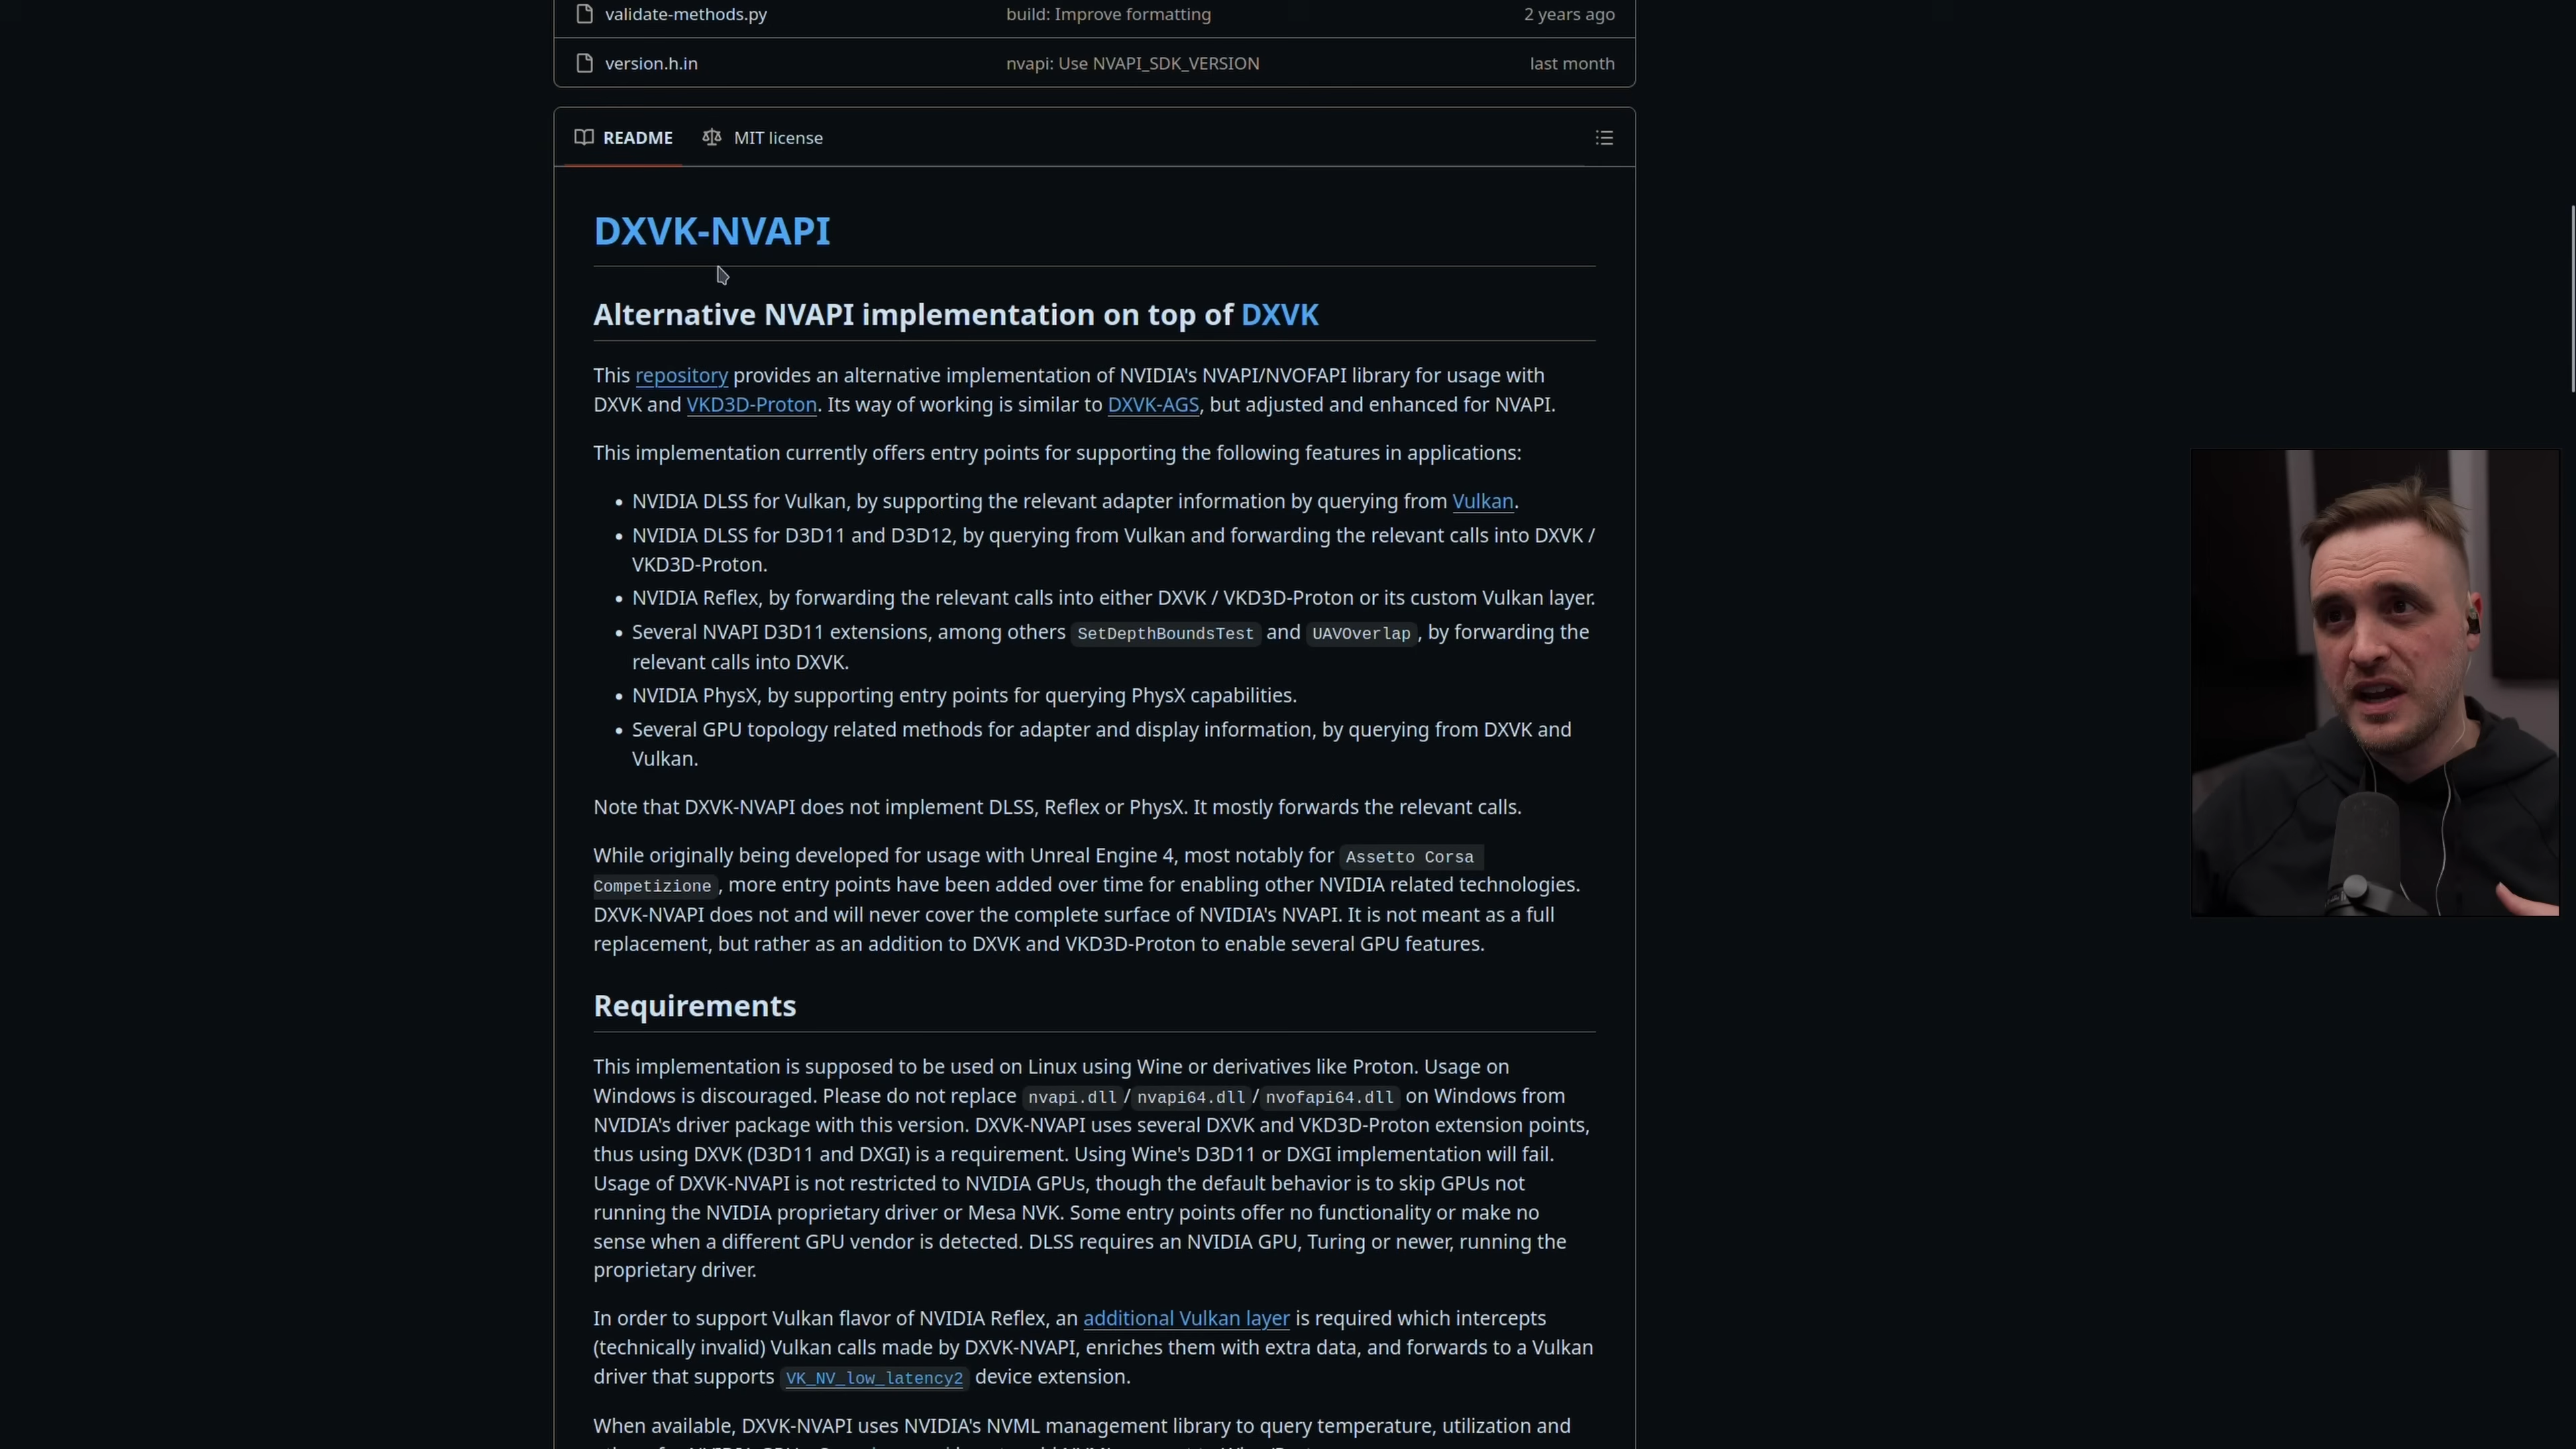 validate-methods.py build: Improve formatting 2 years ago
version.h.in nvapi: Use NVAPI_SDK_VERSION last month
README MIT license
DXVK-NVAPI
Alternative NVAPI implementation on top of DXVK
This repository provides an alternative implementation of NVIDIA's NVAPI/NVOFAPI library for usage with
DXVK and VKD3D-Proton. Its way of working is similar to DXVK-AGS, but adjusted and enhanced for NVAPI.
This implementation currently offers entry points for supporting the following features in applications:
• NVIDIA DLSS for Vulkan, by supporting the relevant adapter information by querying from Vulkan.
• NVIDIA DLSS for D3D11 and D3D12, by querying from Vulkan and forwarding the relevant calls into DXVK /
VKD3D-Proton.
• NVIDIA Reflex, by forwarding the relevant calls into either DXVK / VKD3D-Proton or its custom Vulkan layer.
• Several NVAPI D3D11 extensions, among others SetDepthBoundsTest and UAVOverlap, by forwarding the
relevant calls into DXVK.
• NVIDIA PhysX, by supporting entry points for querying PhysX capabilities.
• Several GPU topology related methods for adapter and display information, by querying from DXVK and
Vulkan.
Note that DXVK-NVAPI does not implement DLSS, Reflex or PhysX. It mostly forwards the relevant calls.
While originally being developed for usage with Unreal Engine 4, most notably for Assetto Corsa
Competizione, more entry points have been added over time for enabling other NVIDIA related technologies.
DXVK-NVAPI does not and will never cover the complete surface of NVIDIA's NVAPI. It is not meant as a full
replacement, but rather as an addition to DXVK and VKD3D-Proton to enable several GPU features.
Requirements
This implementation is supposed to be used on Linux using Wine or derivatives like Proton. Usage on
Windows is discouraged. Please do not replace nvapi.dll/nvapi64.dll/nvofapi64.dll on Windows from
NVIDIA's driver package with this version. DXVK-NVAPI uses several DXVK and VKD3D-Proton extension points,
thus using DXVK (D3D11 and DXGI) is a requirement. Using Wine's D3D11 or DXGI implementation will fail.
Usage of DXVK-NVAPI is not restricted to NVIDIA GPUs, though the default behavior is to skip GPUs not
running the NVIDIA proprietary driver or Mesa NVK. Some entry points offer no functionality or make no
sense when a different GPU vendor is detected. DLSS requires an NVIDIA GPU, Turing or newer, running the
proprietary driver.
In order to support Vulkan flavor of NVIDIA Reflex, an additional Vulkan layer is required which intercepts
(technically invalid) Vulkan calls made by DXVK-NVAPI, enriches them with extra data, and forwards to a Vulkan
driver that supports VK_NV_low_latency2 device extension.
When available, DXVK-NVAPI uses NVIDIA's NVML management library to query temperature, utilization and